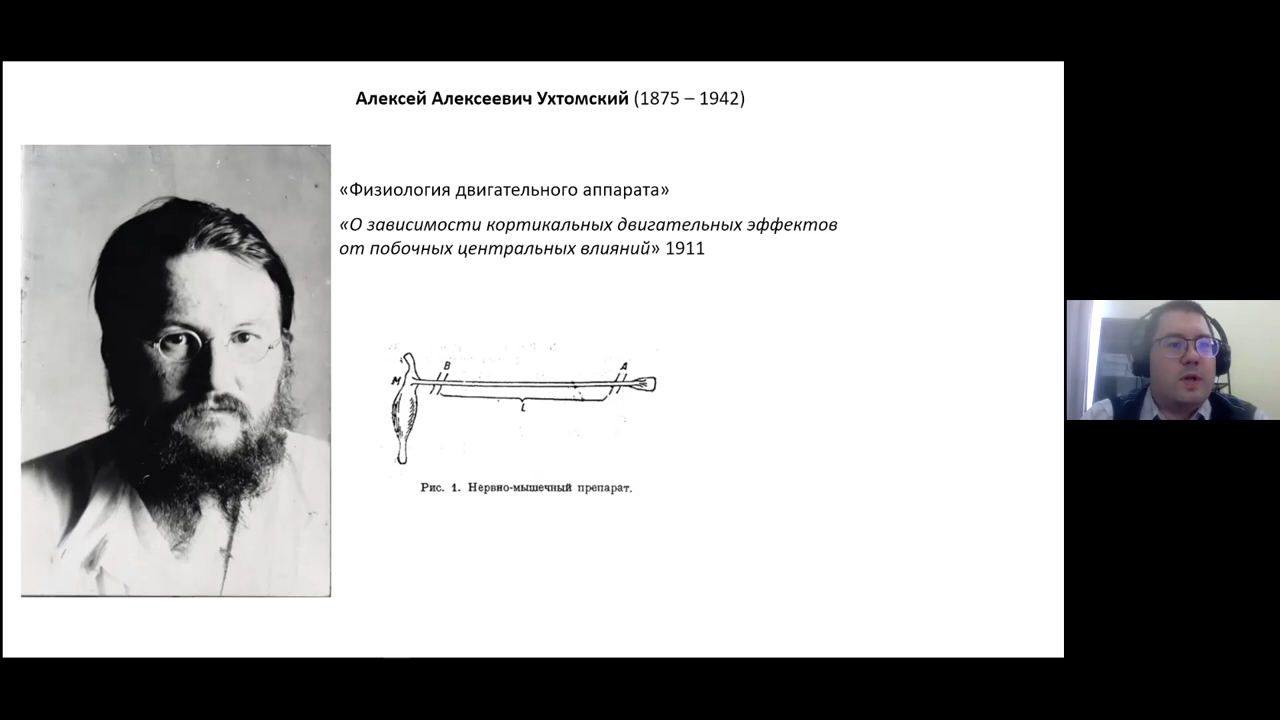 Алексей Алексеевич Ухтомский (1875 – 1942)
«Физиология двигательного аппарата»
«О зависимости кортикальных двигательных эффектов
от побочных центральных влияний» 1911
В
А
М
l
Рис. 1. Нервно-мышечный препарат.